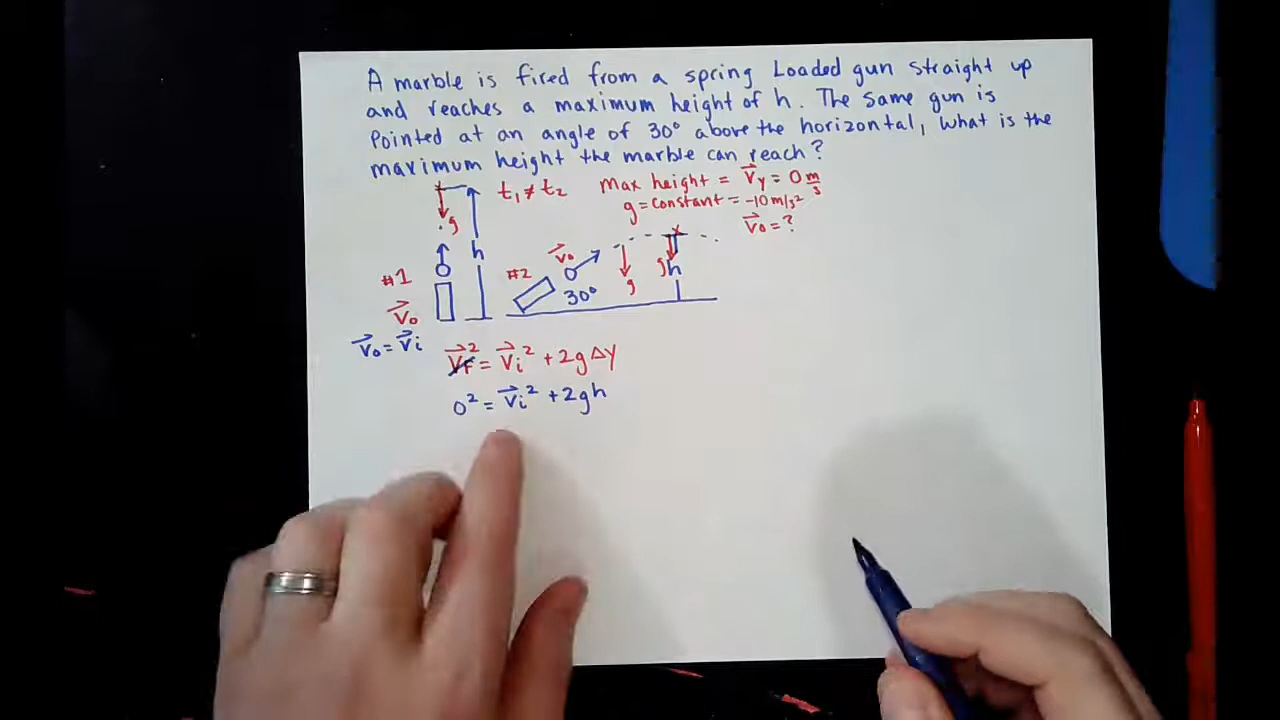 A marble is fired from a spring Loaded gun straight up
and reaches a maximum height of h. The same gun is
Pointed at an angle of 30° above the horizontal, what is the
maximum height the marble can reach?
t₁ ≠ t₂
Max height = v⃗y = 0 m/s
g = constant = -10 m/s²
v⃗o = ?
g
h
#1
v⃗o
v⃗o = v⃗i
#2
v⃗o
30°
g
g
h
v⃗f² = v⃗i² + 2gΔy
0² = v⃗i² + 2gh